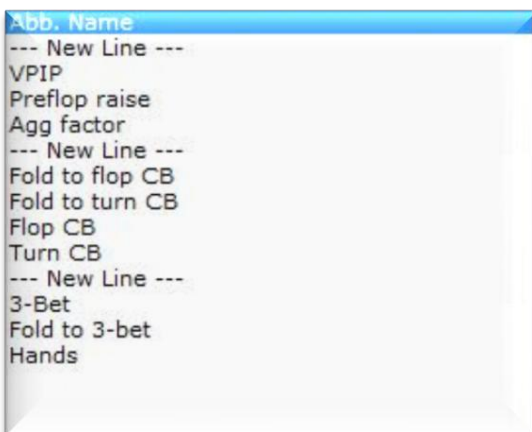 Abb. Name
--- New Line ---
VPIP
Preflop raise
Agg factor
--- New Line ---
Fold to flop CB
Fold to turn CB
Flop CB
Turn CB
--- New Line ---
3-Bet
Fold to 3-bet
Hands